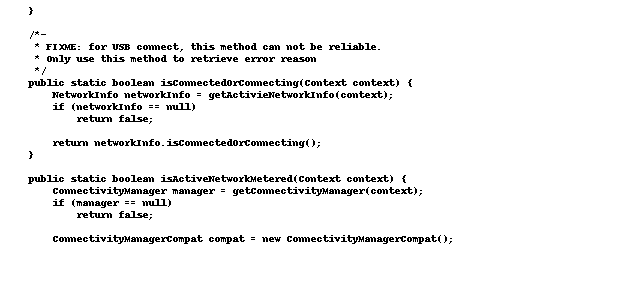 }
/*-
* FIXME: for USB connect, this method can not be reliable.
* Only use this method to retrieve error reason
*/
public static boolean isConnectedOrConnecting(Context context) {
NetworkInfo networkInfo = getActivieNetworkInfo(context);
if (networkInfo == null)
return false;
return networkInfo.isConnectedOrConnecting();
}
public static boolean isActiveNetworkMetered(Context context) {
ConnectivityManager manager = getConnectivityManager(context);
if (manager == null)
return false;
ConnectivityManagerCompat compat = new ConnectivityManagerCompat();